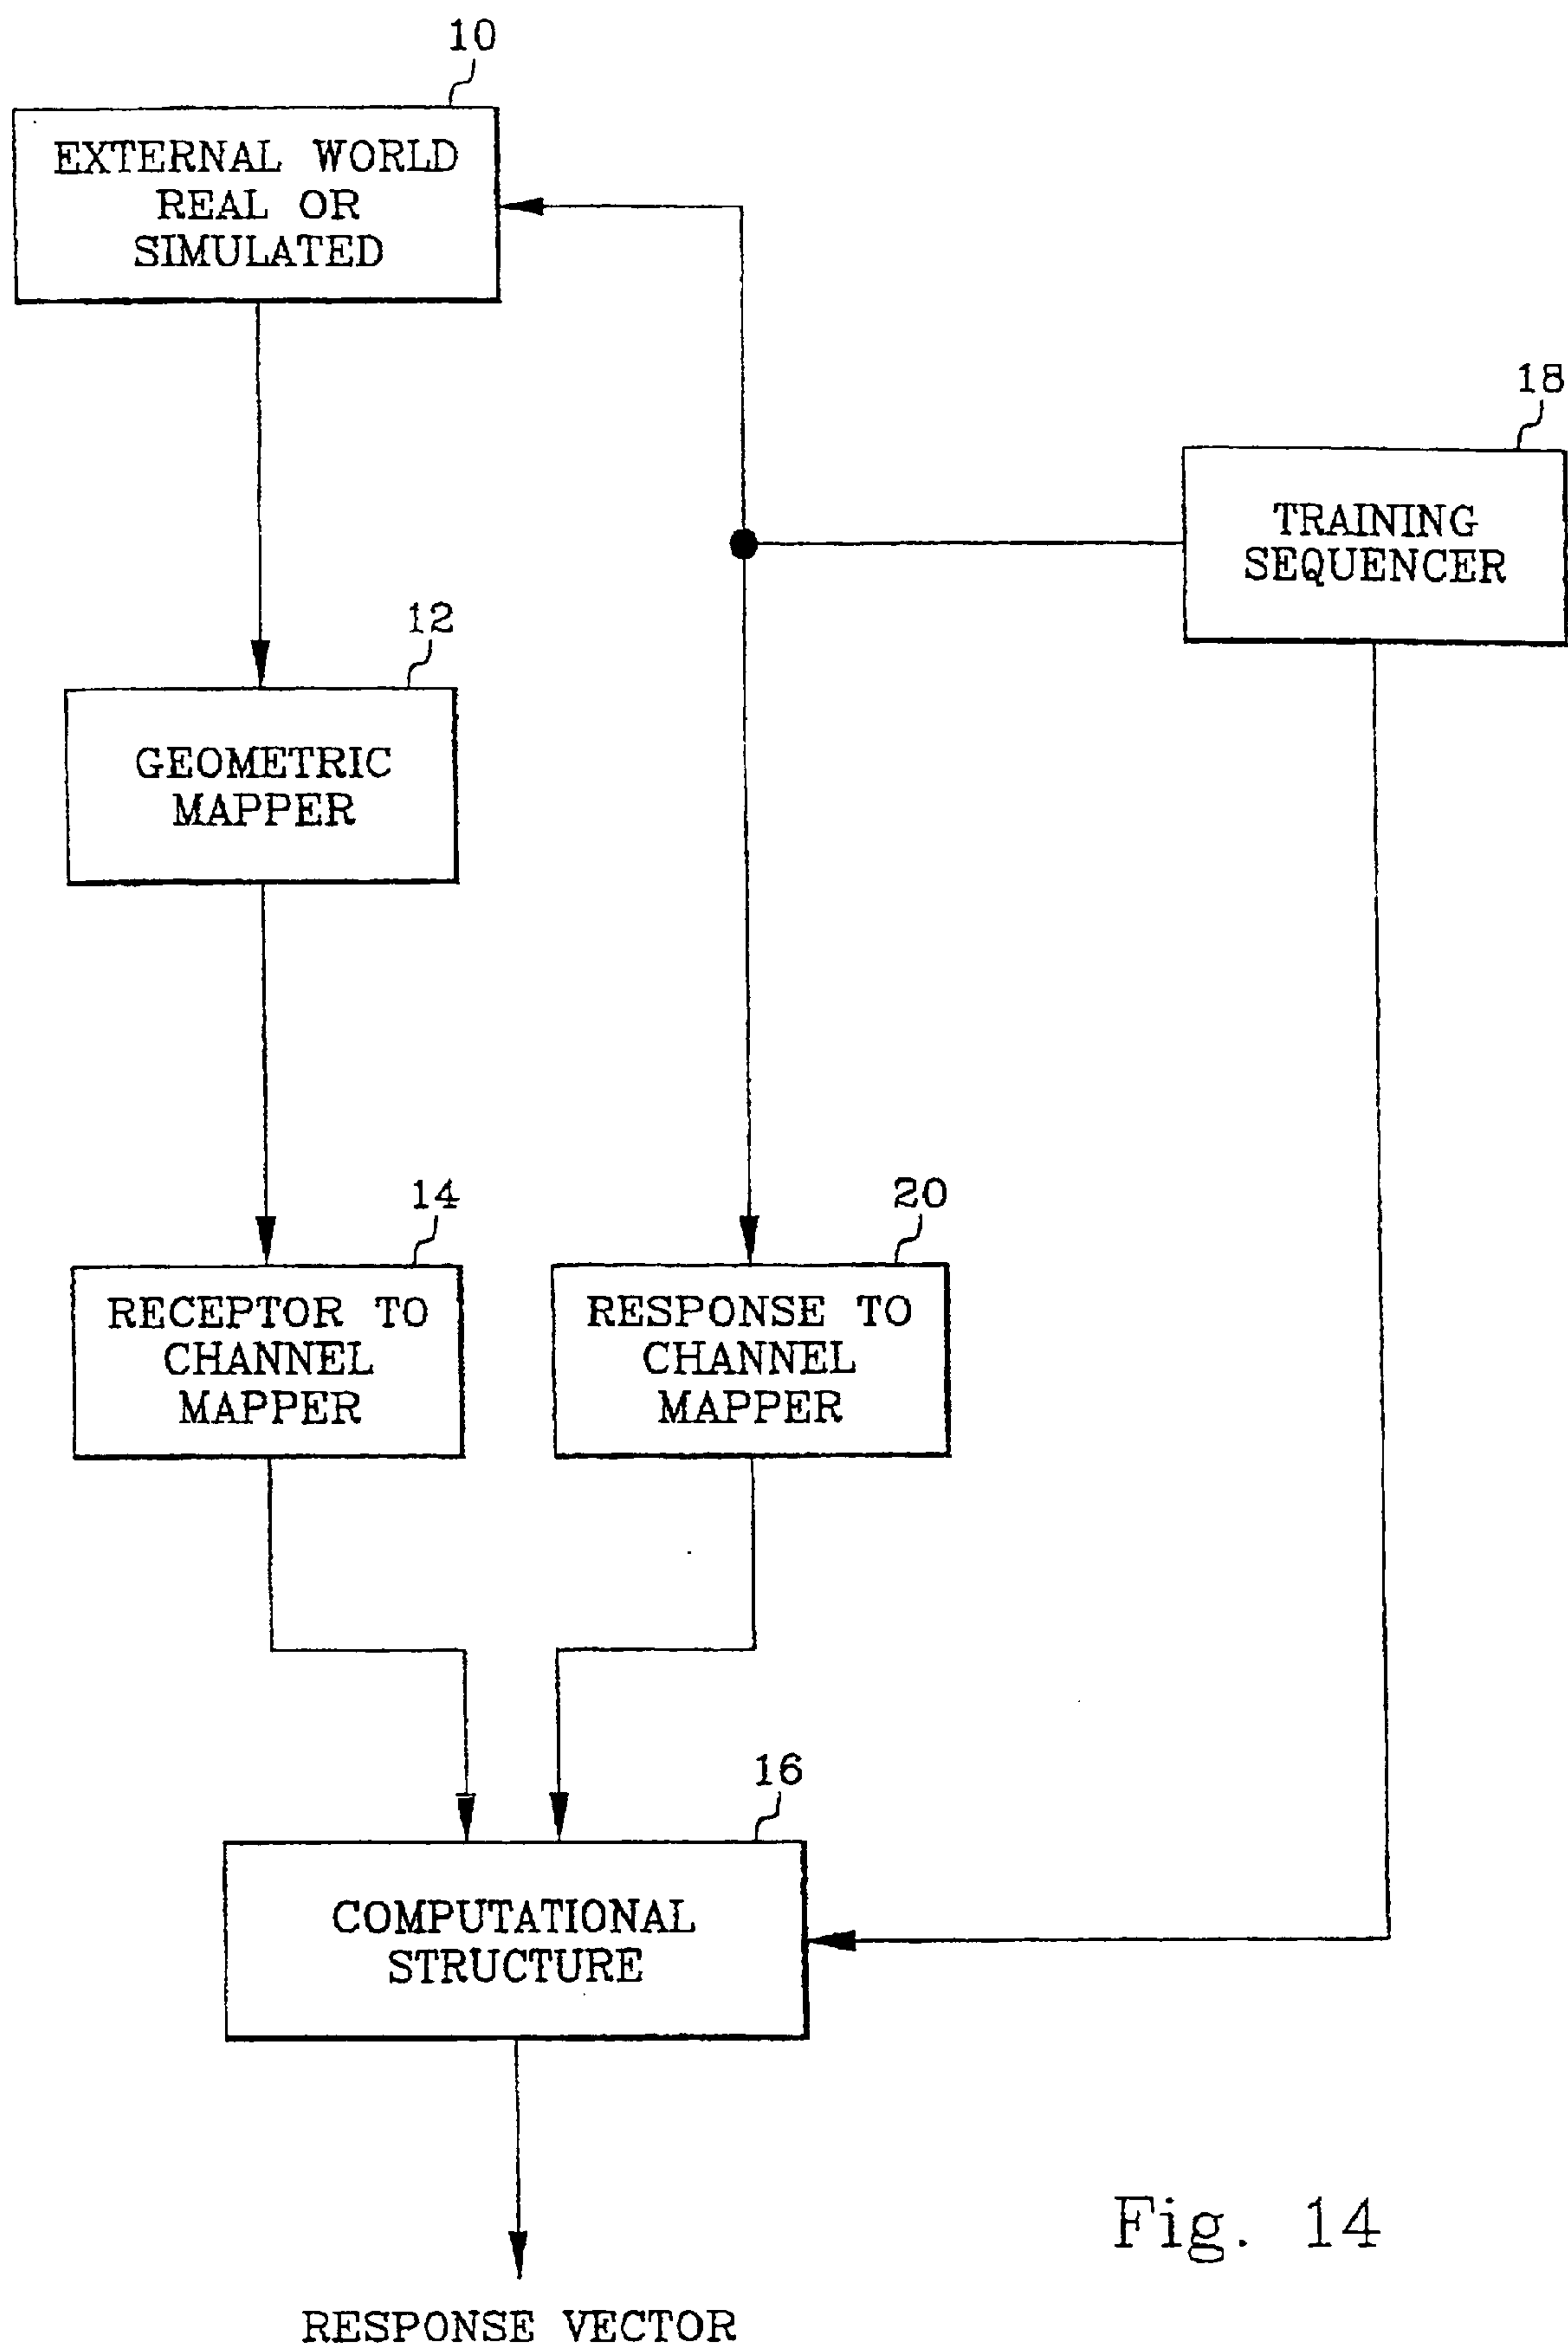 10
EXTERNAL WORLD
REAL OR
SIMULATED
18
TRAINING
SEQUENCER
12
GEOMETRIC
MAPPER
14
RECEPTOR TO
CHANNEL
MAPPER
20
RESPONSE TO
CHANNEL
MAPPER
16
COMPUTATIONAL
STRUCTURE
Fig. 14
RESPONSE VECTOR